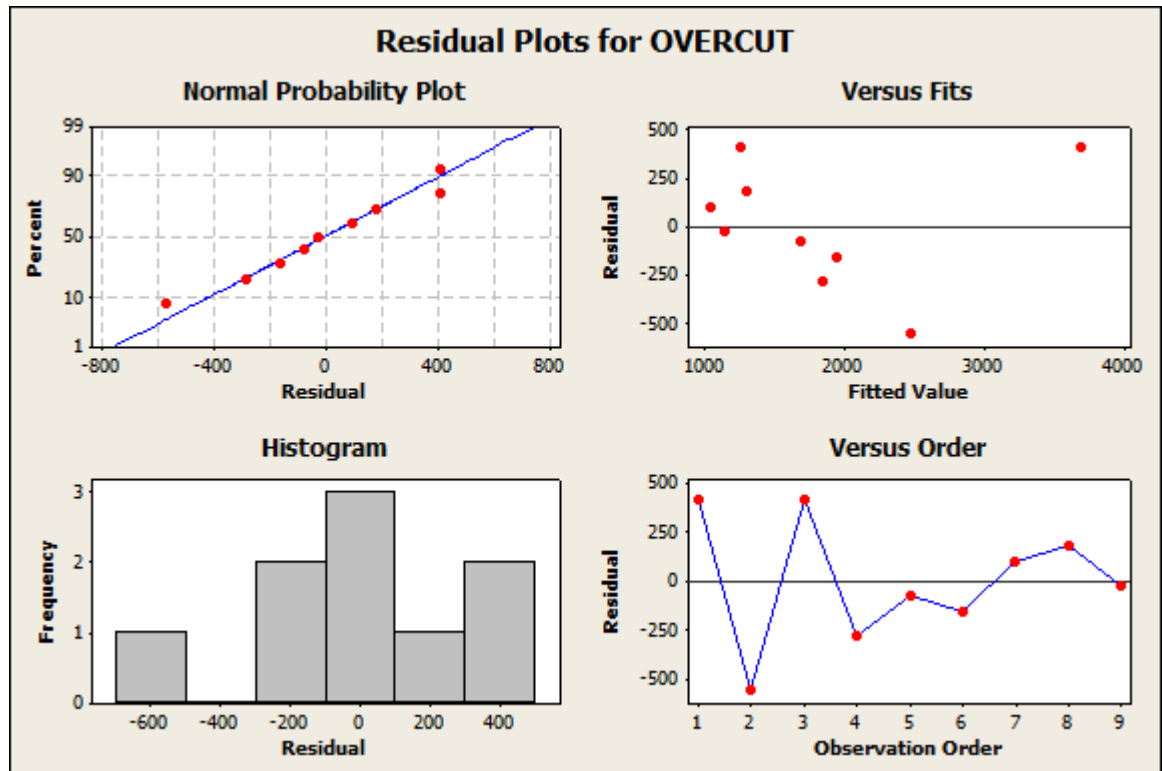 Residual Plots for OVERCUT
Normal Probability Plot
99
90
50
10
1
Percent
-800 -400 0 400 800
Residual
Versus Fits
500
250
0
-250
-500
Residual
1000 2000 3000 4000
Fitted Value
Histogram
3
2
1
0
Frequency
-600 -400 -200 0 200 400
Residual
Versus Order
500
250
0
-250
-500
Residual
1 2 3 4 5 6 7 8 9
Observation Order